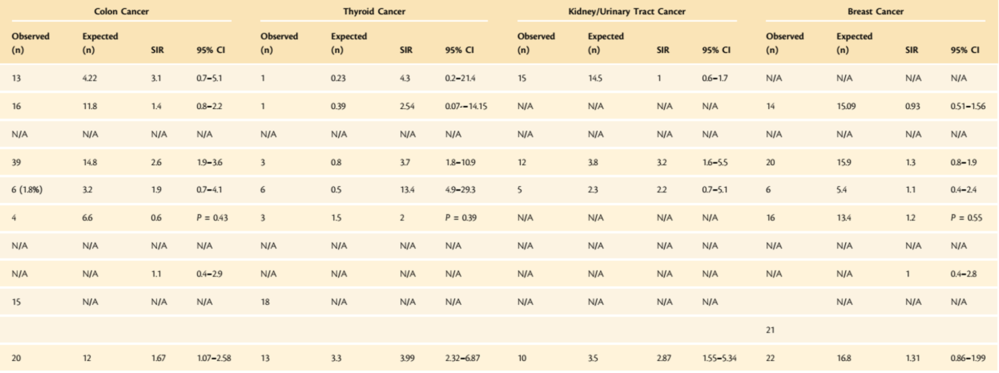 Colon Cancer Thyroid Cancer Kidney/Urinary Tract Cancer Breast Cancer
Observed Expected Observed Expected Observed Expected Observed Expected
(n) (n) SIR 95% CI (n) (n) SIR 95% CI (n) (n) SIR 95% CI (n) (n) SIR 95% CI
13 4.22 3.1 0.7–5.1 1 0.23 4.3 0.2–21.4 15 14.5 1 0.6–1.7 N/A N/A N/A N/A
16 11.8 1.4 0.8–2.2 1 0.39 2.54 0.07-–14.15 N/A N/A N/A N/A 14 15.09 0.93 0.51–1.56
N/A N/A N/A N/A N/A N/A N/A N/A N/A N/A N/A N/A N/A N/A N/A N/A
39 14.8 2.6 1.9–3.6 3 0.8 3.7 1.8–10.9 12 3.8 3.2 1.6–5.5 20 15.9 1.3 0.8–1.9
6 (1.8%) 3.2 1.9 0.7–4.1 6 0.5 13.4 4.9–29.3 5 2.3 2.2 0.7–5.1 6 5.4 1.1 0.4–2.4
4 6.6 0.6 P = 0.43 3 1.5 2 P = 0.39 N/A N/A N/A N/A 16 13.4 1.2 P = 0.55
N/A N/A N/A N/A N/A N/A N/A N/A N/A N/A N/A N/A N/A N/A N/A N/A
N/A N/A 1.1 0.4–2.9 N/A N/A N/A N/A N/A N/A N/A N/A N/A N/A 1 0.4–2.8
15 N/A N/A N/A 18 N/A N/A N/A N/A N/A N/A N/A N/A N/A N/A
21
20 12 1.67 1.07–2.58 13 3.3 3.99 2.32–6.87 10 3.5 2.87 1.55–5.34 22 16.8 1.31 0.86–1.99